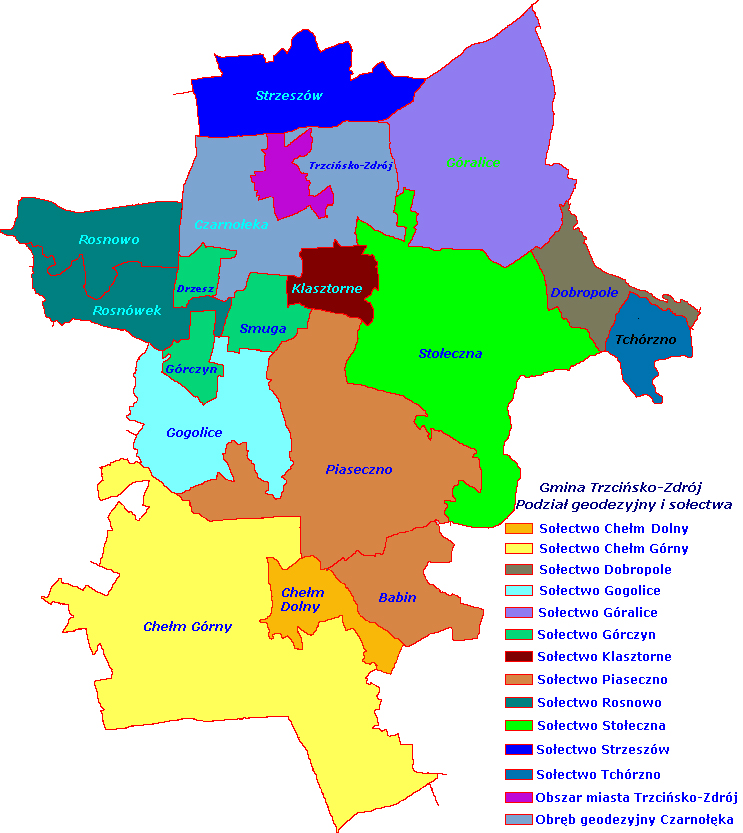 Strzeszów
Góralice
Trzcińsko-Zdrój
Czarnołęka
Rosnowo
Drzesz
Klasztorne
Dobropole
Rosnówek
Smuga
Tchórzno
Stołeczna
Górczyn
Gogolice
Piaseczno
Gmina Trzcińsko-Zdrój
Podział geodezyjny i sołectwa
Sołectwo Chełm Dolny
Sołectwo Chełm Górny
Sołectwo Dobropole
Sołectwo Gogolice
Sołectwo Góralice
Sołectwo Górczyn
Sołectwo Klasztorne
Sołectwo Piaseczno
Sołectwo Rosnowo
Sołectwo Stołeczna
Sołectwo Strzeszów
Sołectwo Tchórzno
Obszar miasta Trzcińsko-Zdrój
Obręb geodezyjny Czarnołęka
Chełm
Dolny
Babin
Chełm Górny